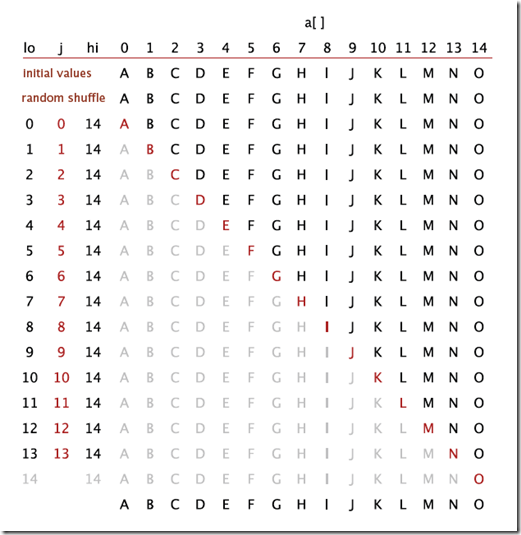 a[ ]
lo j hi 0 1 2 3 4 5 6 7 8 9 10 11 12 13 14
initial values A B C D E F G H I J K L M N O
random shuffle A B C D E F G H I J K L M N O
0 0 14 A B C D E F G H I J K L M N O
1 1 14 A B C D E F G H I J K L M N O
2 2 14 A B C D E F G H I J K L M N O
3 3 14 A B C D E F G H I J K L M N O
4 4 14 A B C D E F G H I J K L M N O
5 5 14 A B C D E F G H I J K L M N O
6 6 14 A B C D E F G H I J K L M N O
7 7 14 A B C D E F G H I J K L M N O
8 8 14 A B C D E F G H I J K L M N O
9 9 14 A B C D E F G H I J K L M N O
10 10 14 A B C D E F G H I J K L M N O
11 11 14 A B C D E F G H I J K L M N O
12 12 14 A B C D E F G H I J K L M N O
13 13 14 A B C D E F G H I J K L M N O
14 14 A B C D E F G H I J K L M N O
A B C D E F G H I J K L M N O